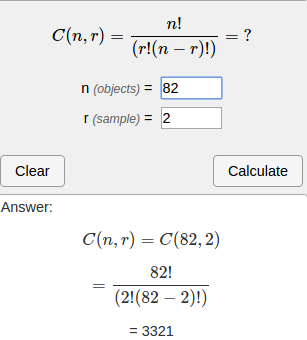 C(n,r) = n! / (r!(n − r)!) = ?
n (objects) = 82
r (sample) = 2
Clear Calculate
Answer:
C(n,r) = C(82,2)
= 82! / (2!(82 − 2)!)
= 3321